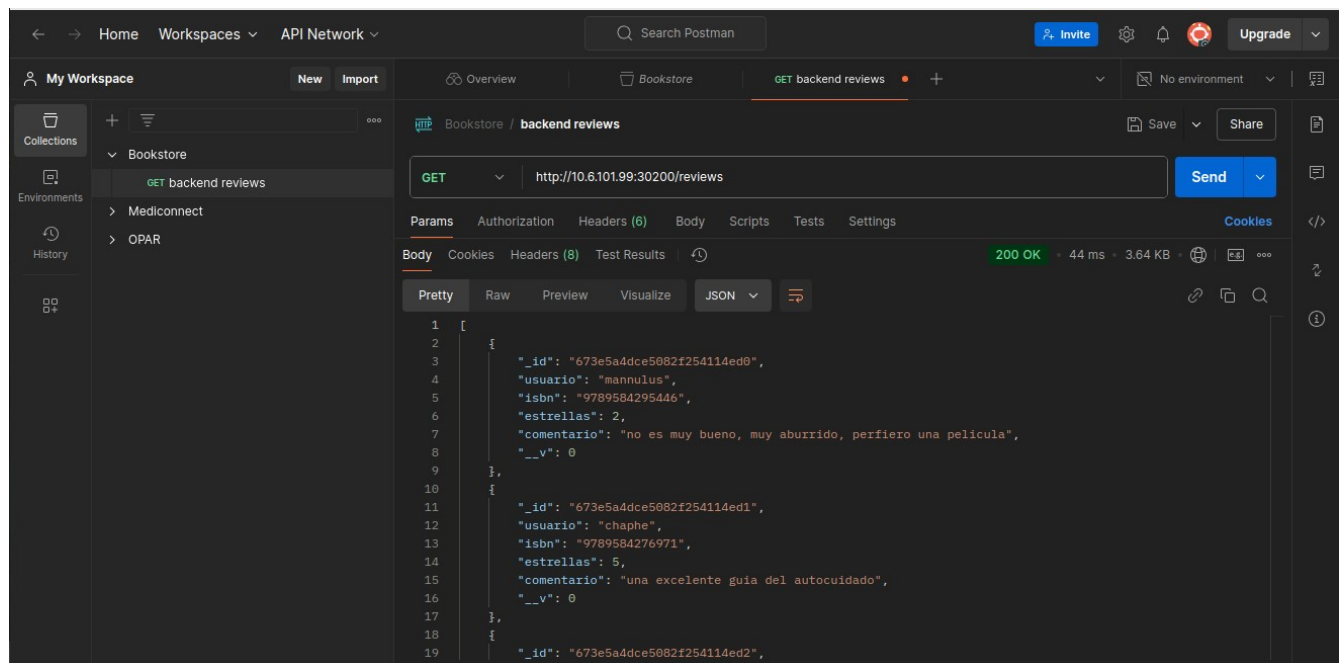 Home Workspaces API Network Search Postman Invite Upgrade
My Workspace New Import Overview Bookstore GET backend reviews No environment
Collections
Environments
History
Bookstore
GET backend reviews
Mediconnect
OPAR
HTTP Bookstore / backend reviews Save Share
GET http://10.6.101.99:30200/reviews Send
Params Authorization Headers (6) Body Scripts Tests Settings Cookies
Body Cookies Headers (8) Test Results 200 OK 44 ms 3.64 KB e.g.
Pretty Raw Preview Visualize JSON
1 [
2 {
3 "_id": "673e5a4dce5082f254114ed0",
4 "usuario": "mannulus",
5 "isbn": "9789584295446",
6 "estrellas": 2,
7 "comentario": "no es muy bueno, muy aburrido, perfiero una pelicula",
8 "__v": 0
9 },
10 {
11 "_id": "673e5a4dce5082f254114ed1",
12 "usuario": "chaphe",
13 "isbn": "9789584276971",
14 "estrellas": 5,
15 "comentario": "una excelente guia del autocuidado",
16 "__v": 0
17 },
18 {
19 "_id": "673e5a4dce5082f254114ed2",